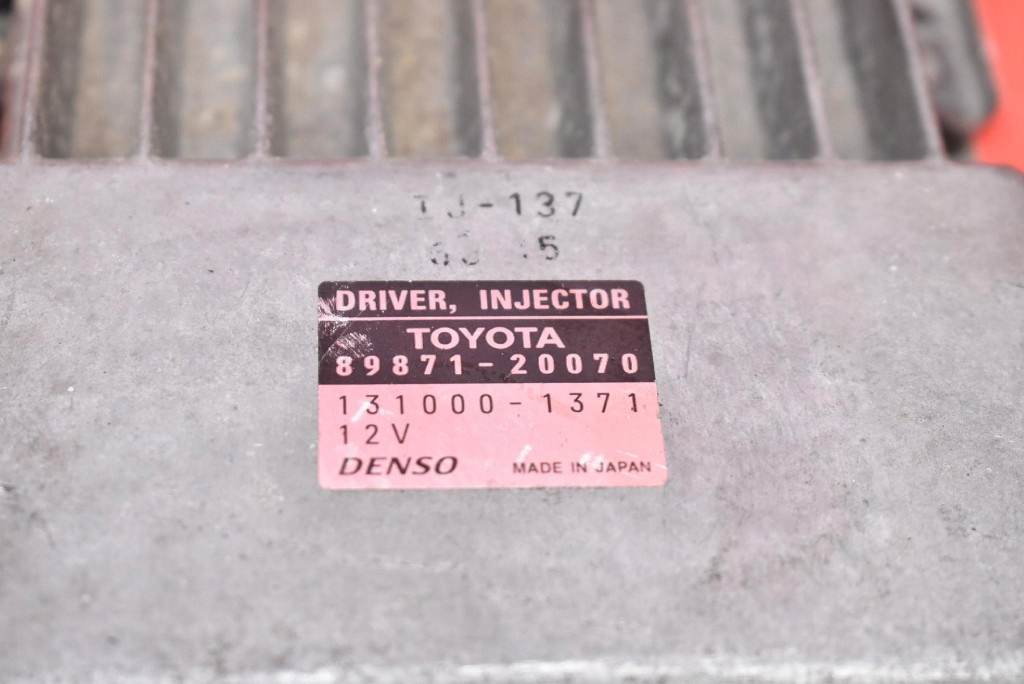 TJ-137
DRIVER, INJECTOR
TOYOTA
89871-20070
131000-1371
12V
DENSO MADE IN JAPAN